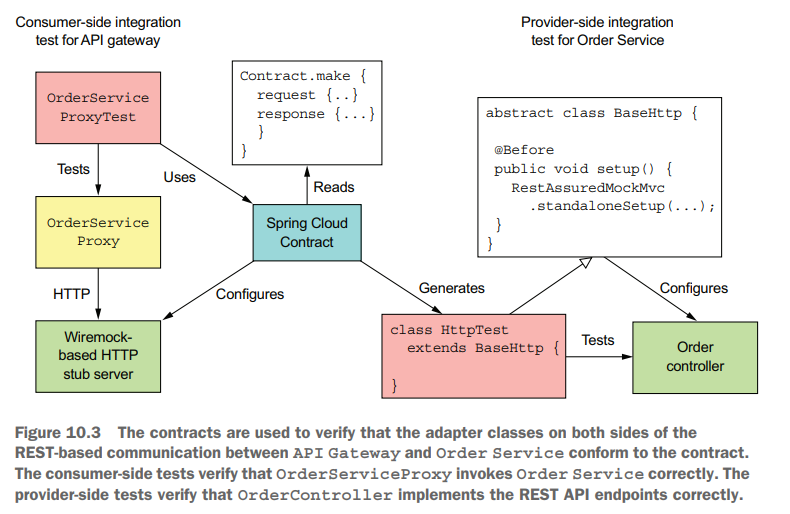 Consumer-side integration
test for API gateway
Provider-side integration
test for Order Service
OrderService
ProxyTest
Contract.make {
request {..}
response {...}
}
}
abstract class BaseHttp {
@Before
public void setup() {
RestAssuredMockMvc
.standaloneSetup(...);
}
}
Tests
Uses
Reads
OrderService
Proxy
Spring Cloud
Contract
HTTP
Configures
Generates
Configures
Wiremock-
based HTTP
stub server
class HttpTest
extends BaseHttp {
}
Tests
Order
controller
Figure 10.3 The contracts are used to verify that the adapter classes on both sides of the
REST-based communication between API Gateway and Order Service conform to the contract.
The consumer-side tests verify that OrderServiceProxy invokes Order Service correctly. The
provider-side tests verify that OrderController implements the REST API endpoints correctly.